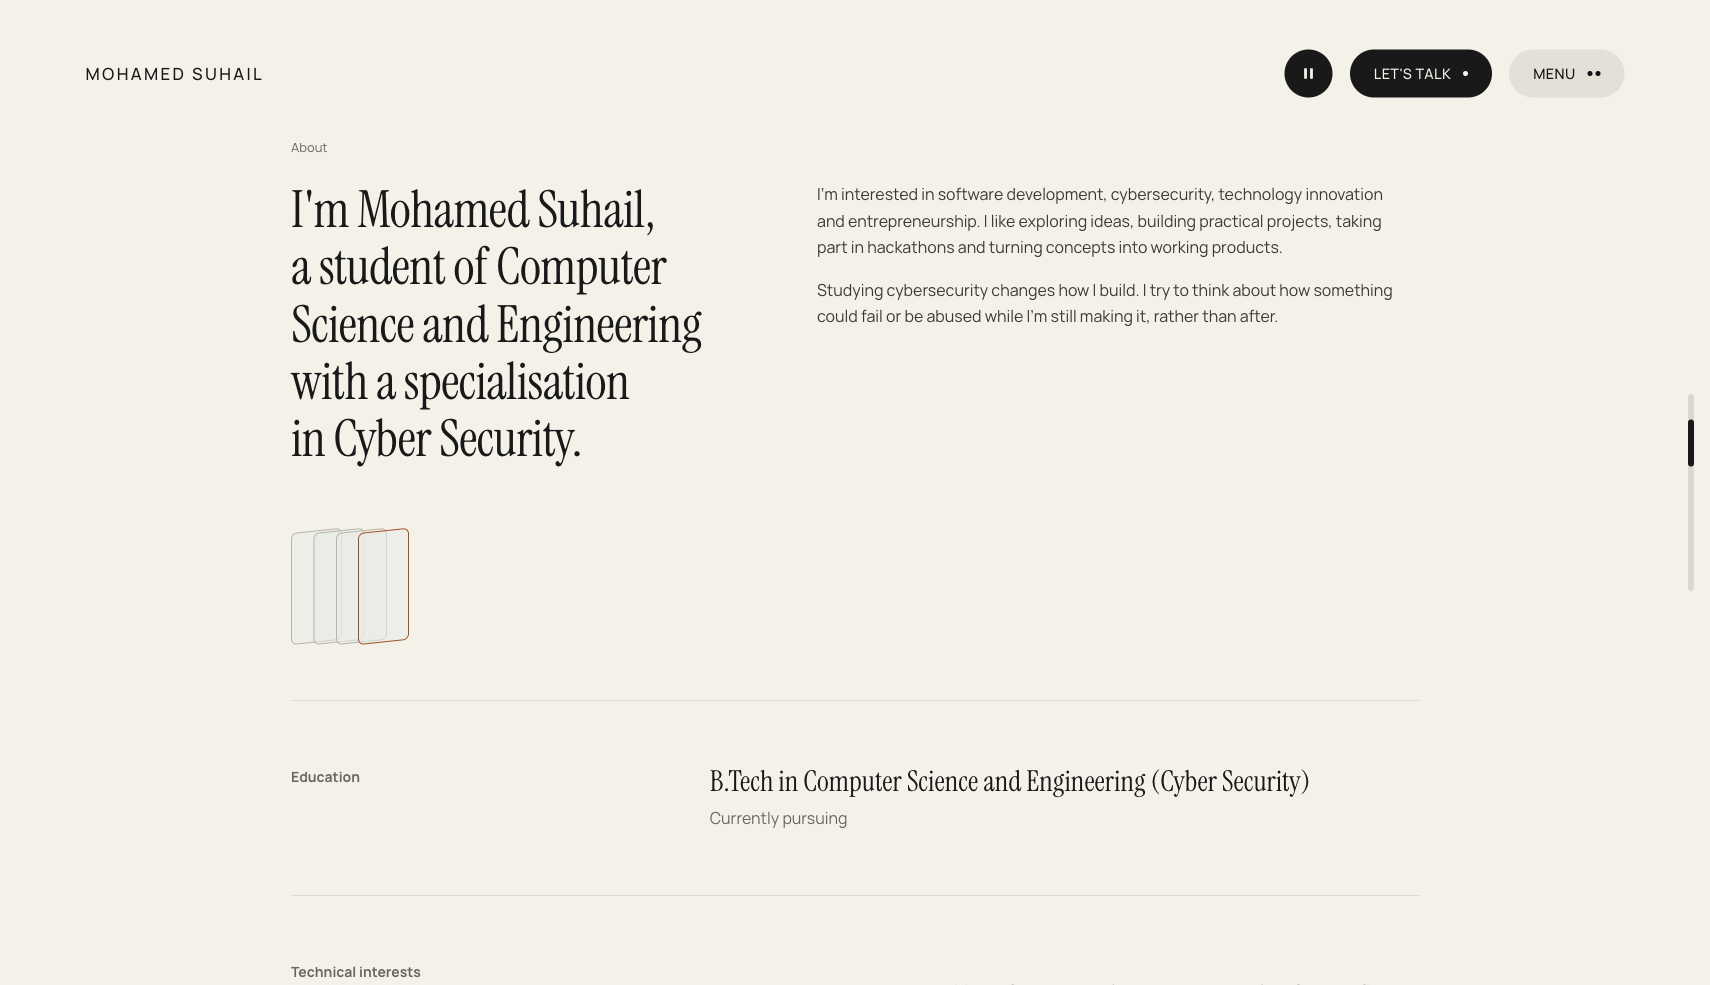 MOHAMED SUHAIL
LET'S TALK
MENU
About
I'm Mohamed Suhail,
a student of Computer
Science and Engineering
with a specialisation
in Cyber Security.
I'm interested in software development, cybersecurity, technology innovation
and entrepreneurship. I like exploring ideas, building practical projects, taking
part in hackathons and turning concepts into working products.
Studying cybersecurity changes how I build. I try to think about how something
could fail or be abused while I'm still making it, rather than after.
Education
B.Tech in Computer Science and Engineering (Cyber Security)
Currently pursuing
Technical interests